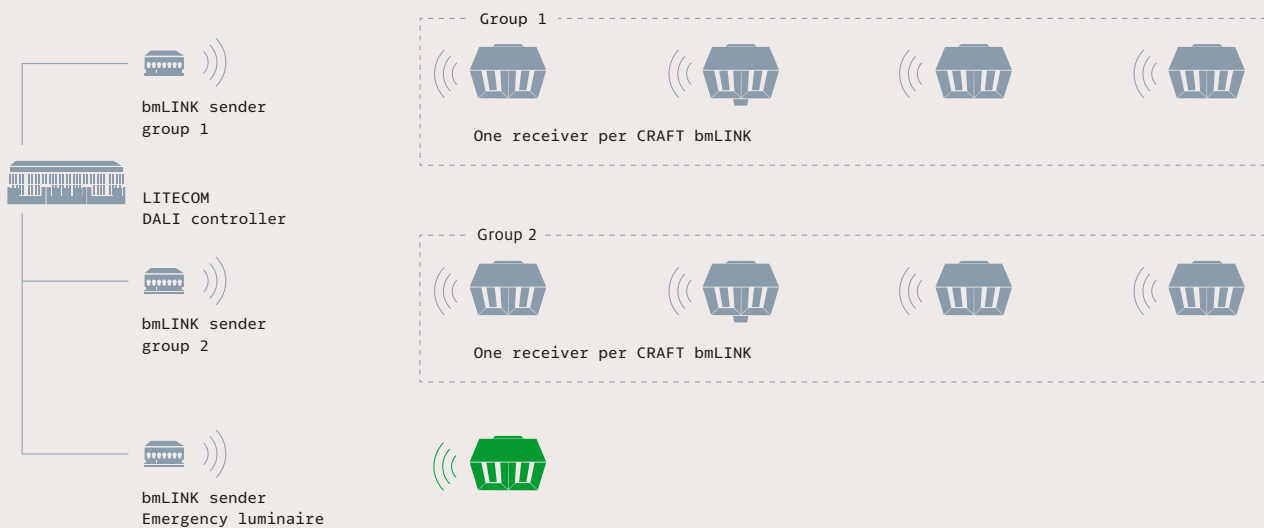 Group 1
bmLINK sender
group 1
One receiver per CRAFT bmLINK
LITECOM
DALI controller
Group 2
bmLINK sender
group 2
One receiver per CRAFT bmLINK
bmLINK sender
Emergency luminaire